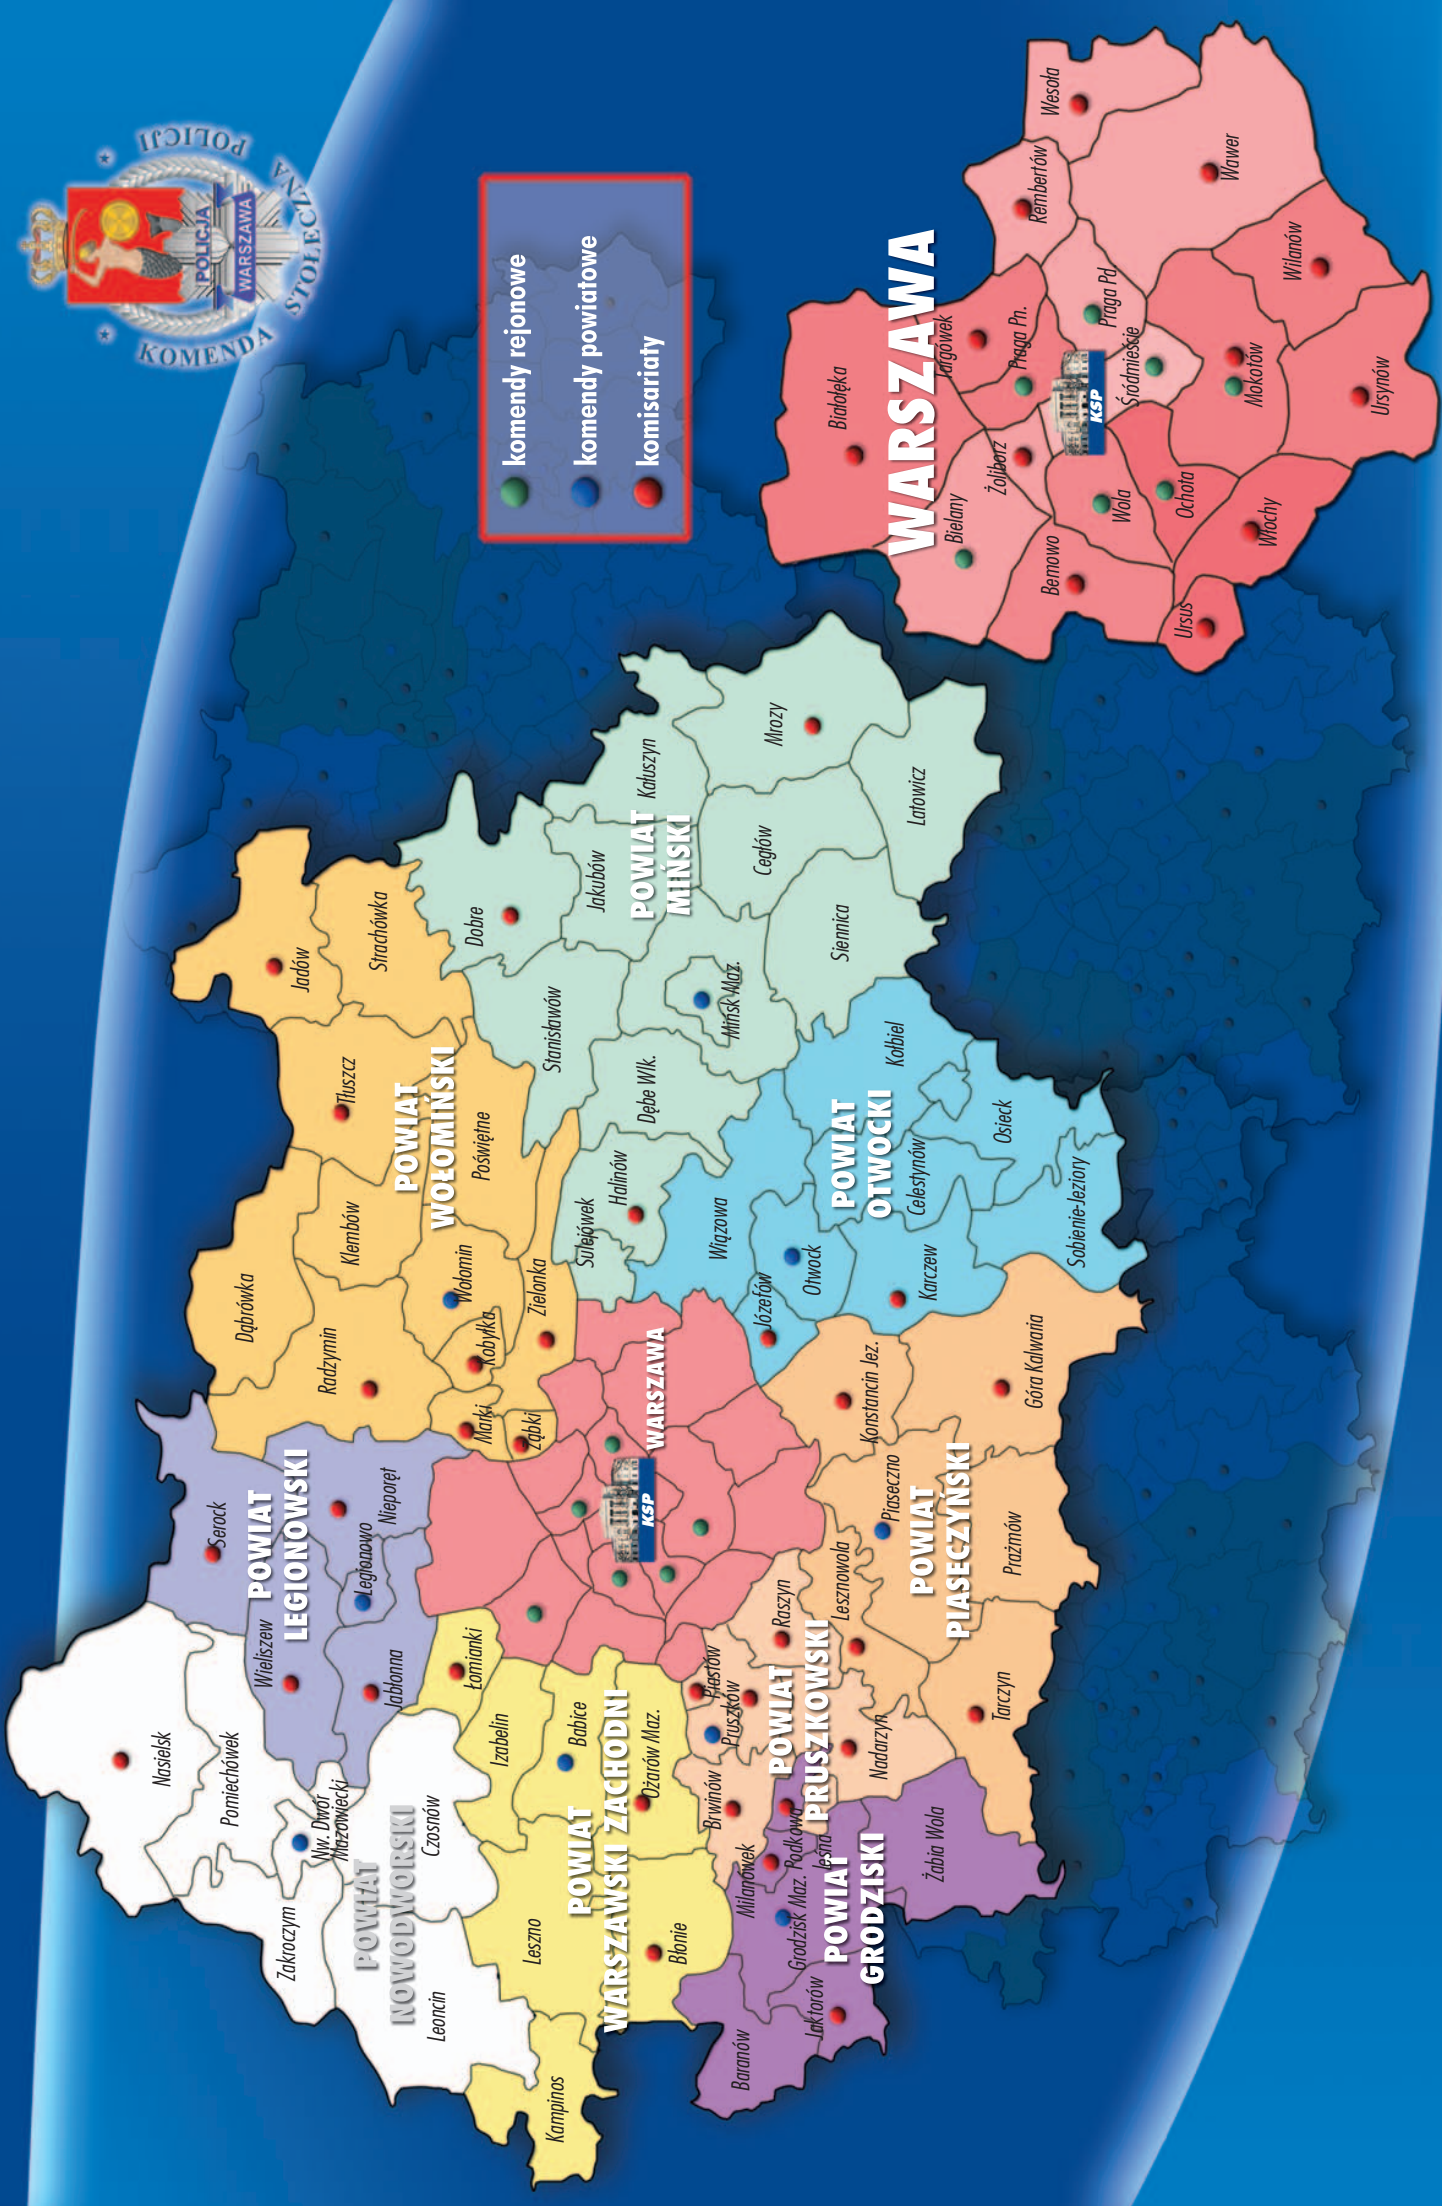 KOMENDA STOŁECZNA POLICJI
POLICJA
WARSZAWA
komendy rejonowe
komendy powiatowe
komisariaty
Nasielsk
Pomiechówek
Nw. Dwór
Mazowiecki
Zakroczym
POWIAT
NOWODWORSKI
Czosnów
Leoncin
Serock
POWIAT
LEGIONOWSKI
Wieliszew
Nieporęt
Legionowo
Jabłonna
Jadów
Strachówka
Tłuszcz
POWIAT
WOŁOMIŃSKI
Poświętne
Klembów
Dąbrówka
Radzymin
Wołomin
Kobyłka
Zielonka
Marki
Ząbki
Dobre
Jakubów
Kałuszyn
POWIAT
MIŃSKI
Mrozy
Cegłów
Latowicz
Siennica
Stanisławów
Mińsk Maz.
Dębe Wlk.
Halinów
Sulejówek
Łomianki
Izabelin
Babice
Ożarów Maz.
POWIAT
WARSZAWSKI ZACHODNI
Leszno
Błonie
Kampinos
WARSZAWA
KSP
Wiązowa
Józefów
Otwock
POWIAT
OTWOCKI
Kołbiel
Celestynów
Osieck
Karczew
Sobienie-Jeziory
Konstancin Jez.
Góra Kalwaria
Piaseczno
POWIAT
PIASECZYŃSKI
Prażmów
Lesznowola
Tarczyn
Raszyn
Piastów
Pruszków
POWIAT
PRUSZKOWSKI
Nadarzyn
Brwinów
Milanówek
Podkowa
leśna
Grodzisk Maz.
POWIAT
GRODZISKI
Żabia Wola
Jaktorów
Baranów
WARSZAWA
Białołęka
Targówek
Rembertów
Wesoła
Wawer
Praga Pn.
Praga Pd.
Śródmieście
KSP
Żoliborz
Bielany
Bemowo
Wola
Ochota
Mokotów
Wilanów
Ursynów
Włochy
Ursus